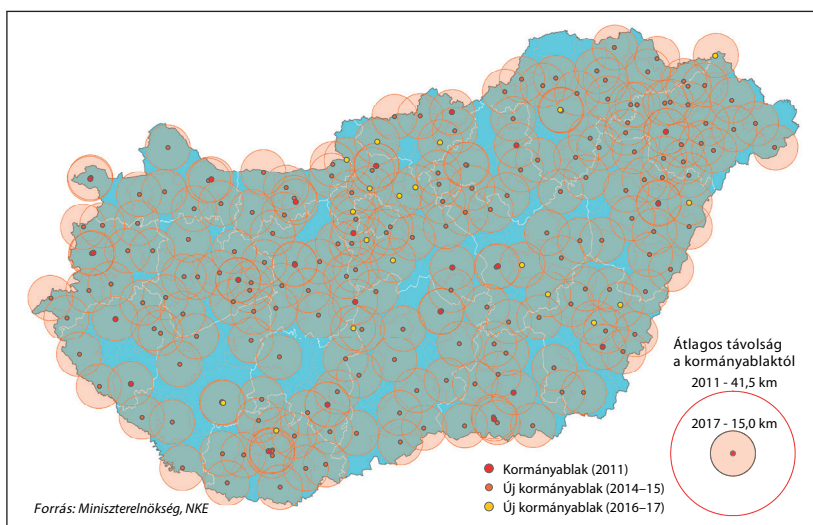 Átlagos távolság
a kormányablaktól
2011 - 41,5 km
2017 - 15,0 km
Kormányablak (2011)
Új kormányablak (2014–15)
Új kormányablak (2016–17)
Forrás: Miniszterelnökség, NKE